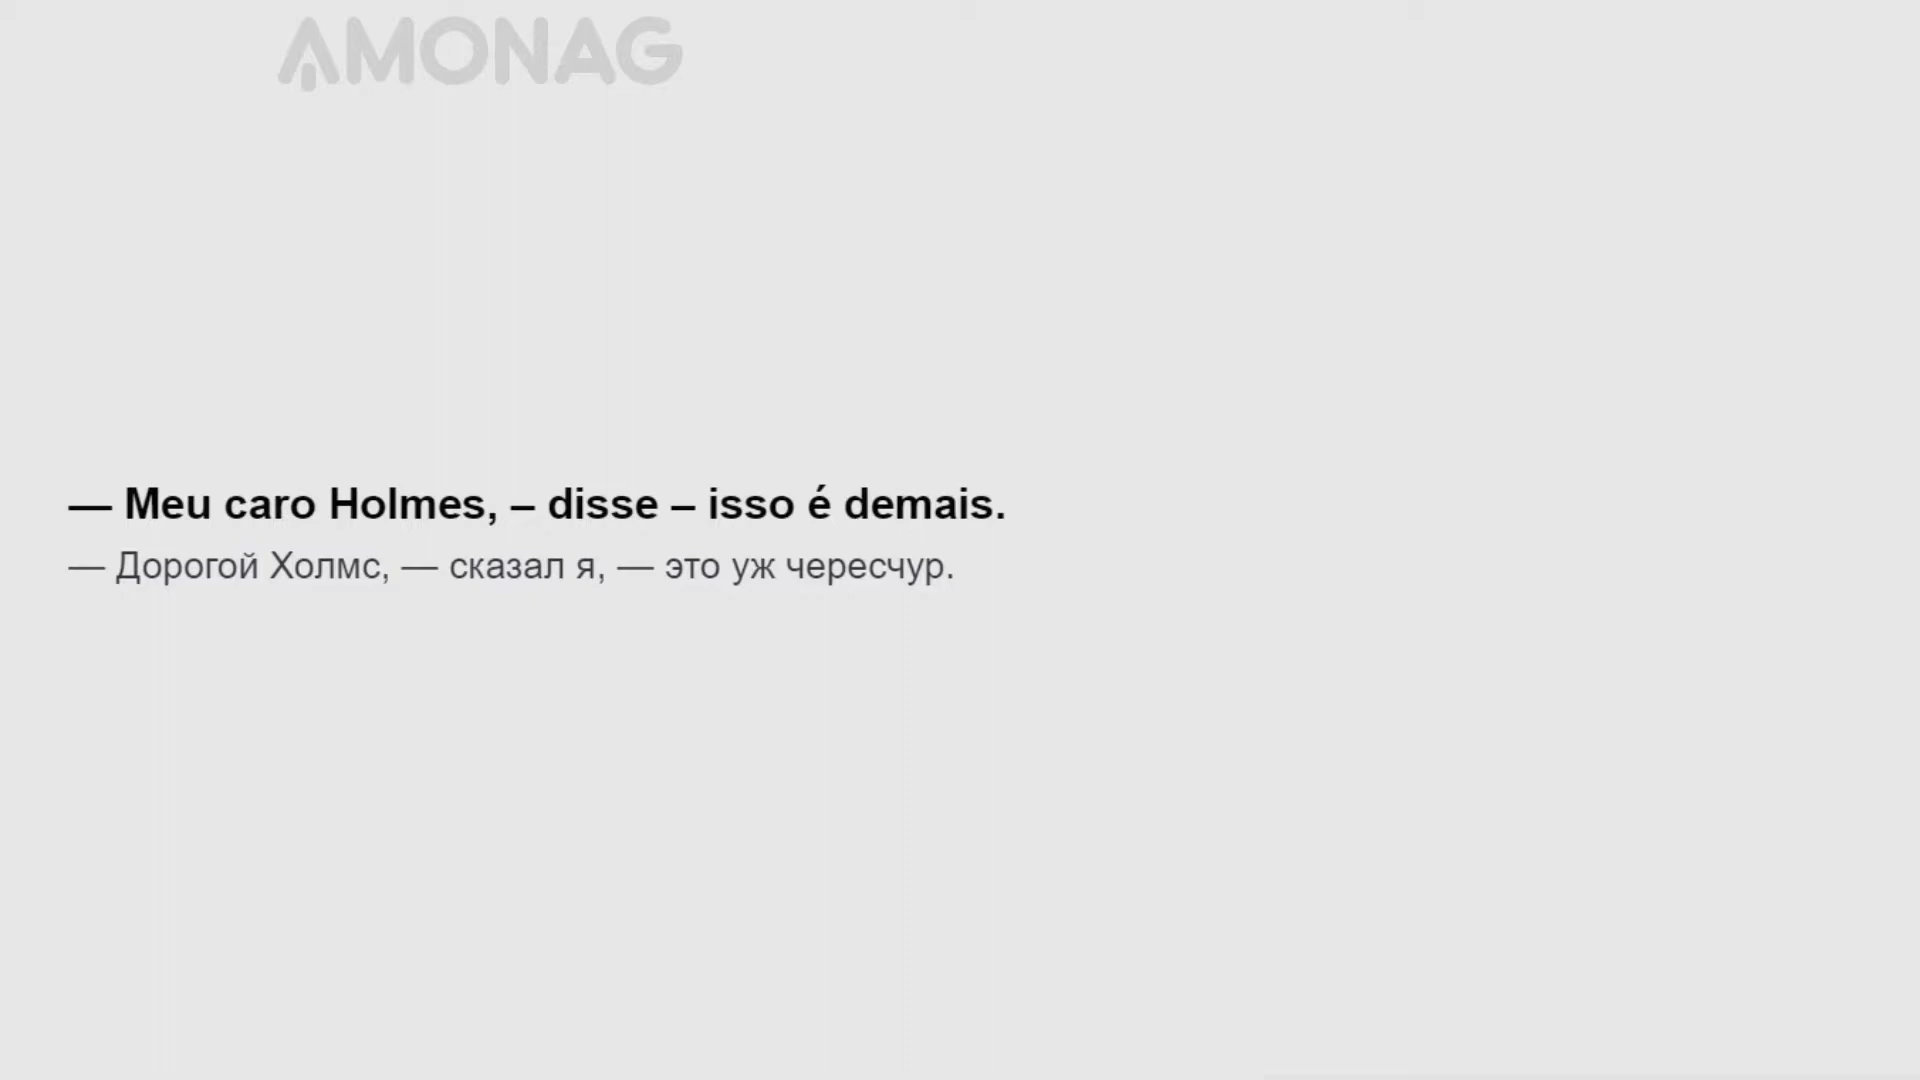 AMONAG
— Meu caro Holmes, – disse – isso é demais.
— Дорогой Холмс, — сказал я, — это уж чересчур.